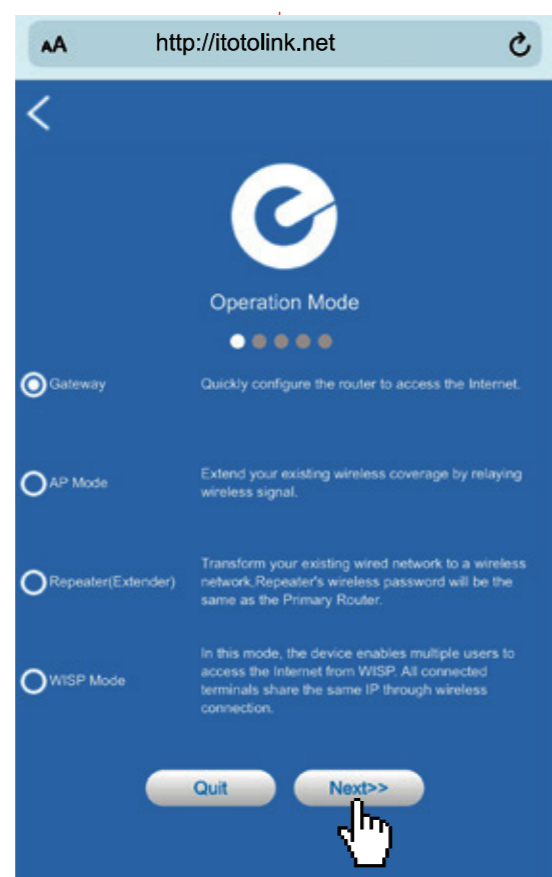 AA http://itotolink.net
Operation Mode
Gateway
Quickly configure the router to access the Internet.
AP Mode
Extend your existing wireless coverage by relaying
wireless signal.
Repeater(Extender)
Transform your existing wired network to a wireless
network.Repeater's wireless password will be the
same as the Primary Router.
WISP Mode
In this mode, the device enables multiple users to
access the Internet from WISP. All connected
terminals share the same IP through wireless
connection.
Quit Next>>